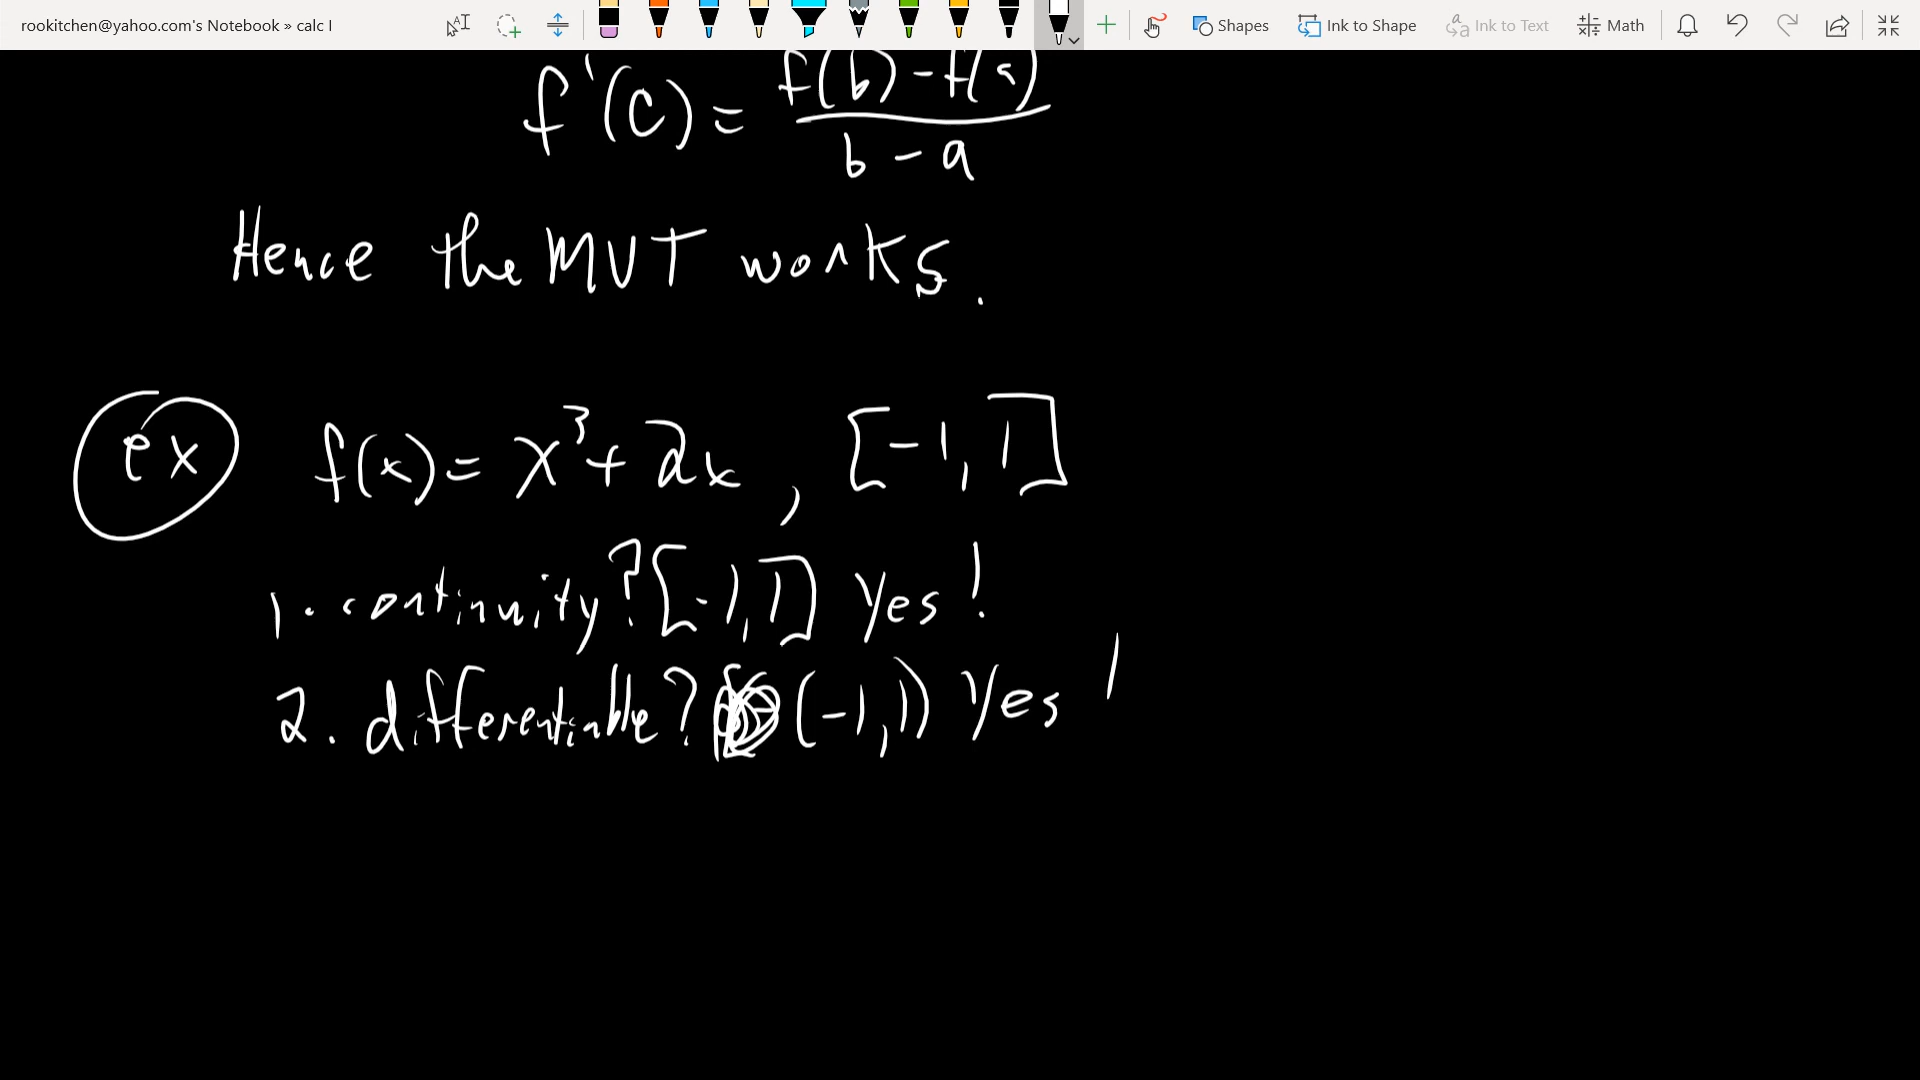 rookitchen@yahoo.com's Notebook » calc I
Shapes
Ink to Shape
Ink to Text
Math
f'(c) = f(b) - f(a)
b - a
Hence the MVT works.
ex f(x) = x³ + 2x, [-1, 1]
1. continuity? [-1, 1] Yes!
2. differentiable? (-1, 1) Yes!